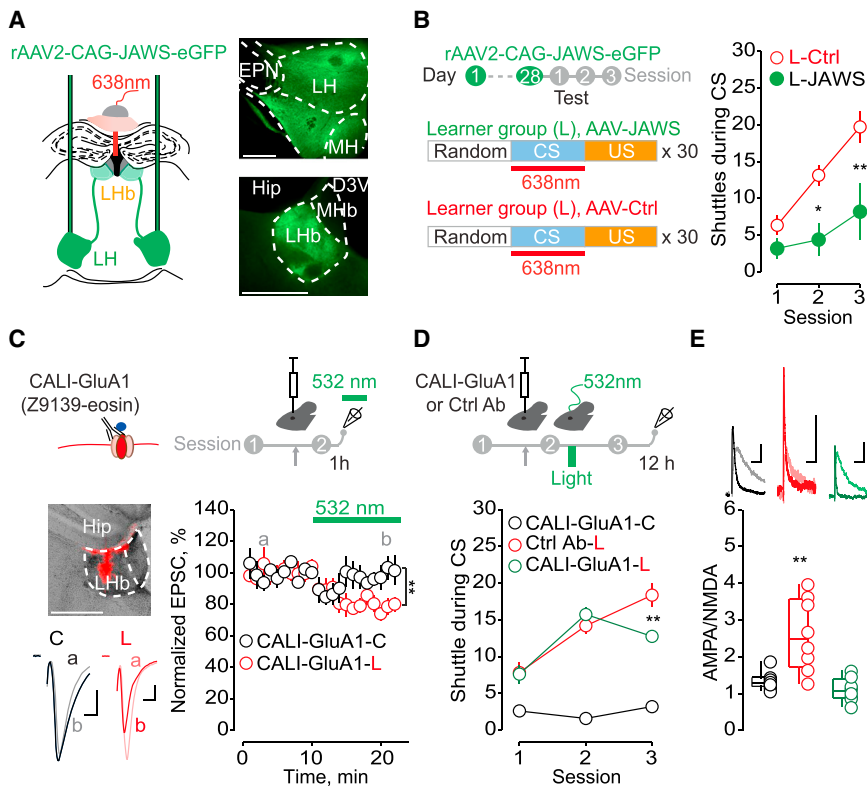 A
rAAV2-CAG-JAWS-eGFP
638nm
LHb
LH
EPN
LH
MH
Hip
D3V
MHb
LHb
B
rAAV2-CAG-JAWS-eGFP
Day 1 28 1 2 3 Session
Test
Learner group (L), AAV-JAWS
Random CS US x 30
638nm
Learner group (L), AAV-Ctrl
Random CS US x 30
638nm
Shuttles during CS
30
25
20
15
10
5
0
L-Ctrl
L-JAWS
*
**
1 2 3
Session
C
CALI-GluA1
(Z9139-eosin)
532 nm
Session 1 2
1h
Hip
LHb
C L
a a
b b
Normalized EPSC, %
140
120
100
80
60
40
20
0
532 nm
a b
**
CALI-GluA1-C
CALI-GluA1-L
0 10 20
Time, min
D
CALI-GluA1
or Ctrl Ab
532nm
1 2 3
Light
12 h
Shuttle during CS
30
25
20
15
10
5
0
CALI-GluA1-C
Ctrl Ab-L
CALI-GluA1-L
**
1 2 3
Session
E
AMPA/NMDA
6
5
4
3
2
1
0
**